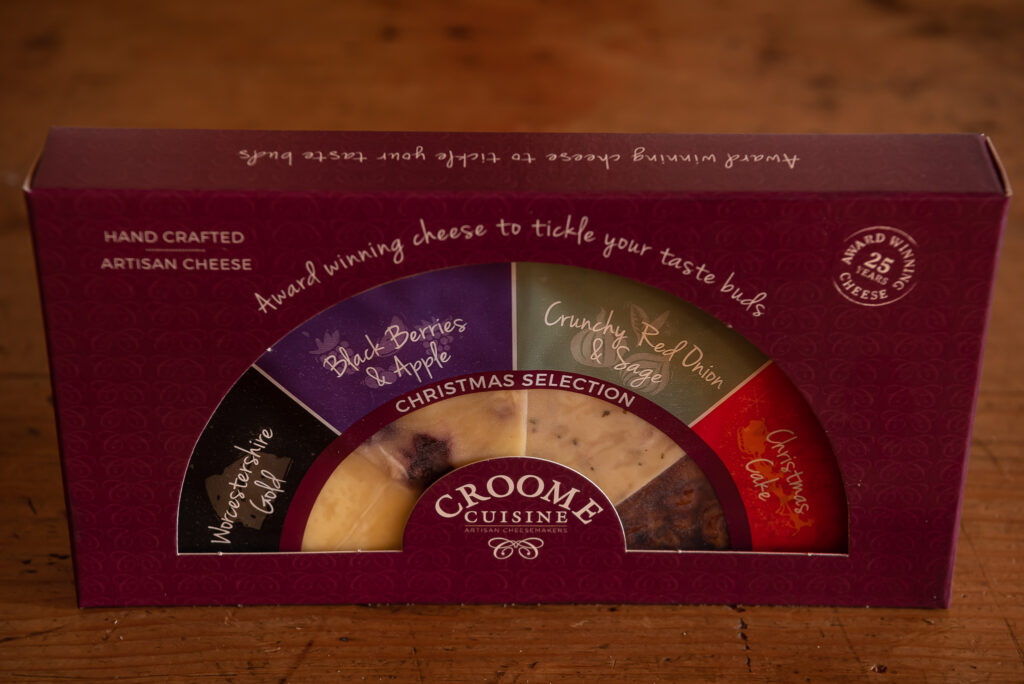 Award winning cheese to tickle your taste buds
HAND CRAFTED
ARTISAN CHEESE
Award winning cheese to tickle your taste buds
AWARD WINNING
25
YEARS
CHEESE
Black Berries
& Apple
Crunchy Red Onion
& Sage
CHRISTMAS SELECTION
Worcestershire
Gold
Christmas
Cake
CROOME
CUISINE
ARTISAN CHEESEMAKERS